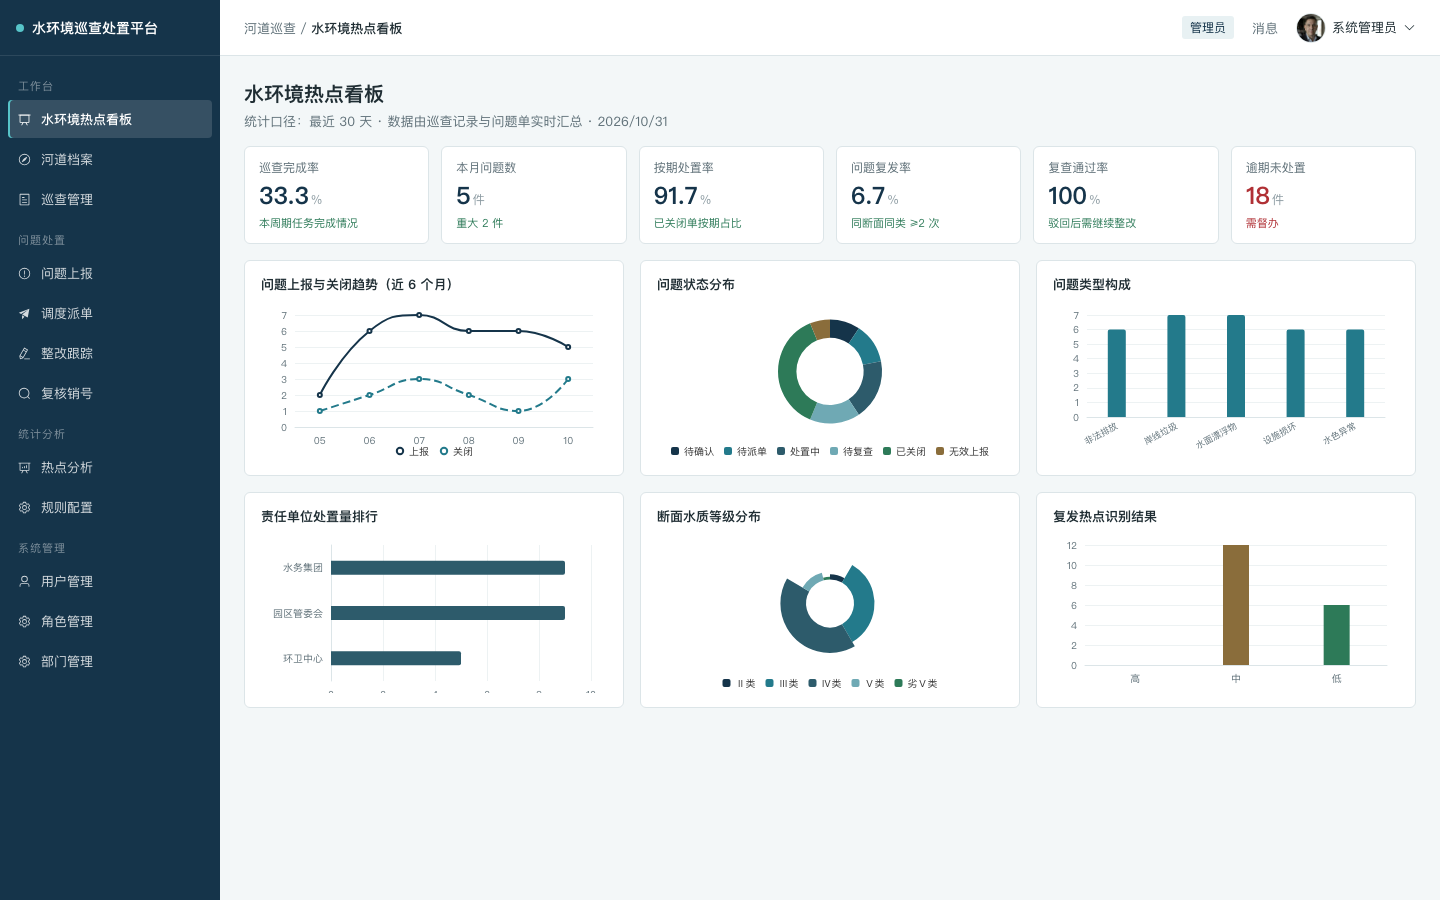 水环境巡查处置平台
工作台
水环境热点看板
河道档案
巡查管理
问题处置
问题上报
调度派单
整改跟踪
复核销号
统计分析
热点分析
规则配置
系统管理
用户管理
角色管理
部门管理
河道巡查 / 水环境热点看板
管理员 消息 系统管理员
水环境热点看板
统计口径：最近 30 天 · 数据由巡查记录与问题单实时汇总 · 2026/10/31
巡查完成率
33.3 %
本周期任务完成情况
本月问题数
5 件
重大 2 件
按期处置率
91.7 %
已关闭单按期占比
问题复发率
6.7 %
同断面同类 ≥2 次
复查通过率
100 %
驳回后需继续整改
逾期未处置
18 件
需督办
问题上报与关闭趋势（近 6 个月）
7
6
5
4
3
2
1
0
05 06 07 08 09 10
上报 关闭
问题状态分布
待确认 待派单 处置中 待复查 已关闭 无效上报
问题类型构成
7
6
5
4
3
2
1
0
非法排放 岸线垃圾 水面漂浮物 设施损坏 水色异常
责任单位处置量排行
水务集团
园区管委会
环卫中心
断面水质等级分布
II 类 III 类 IV 类 V 类 劣 V 类
复发热点识别结果
12
10
8
6
4
2
0
高 中 低